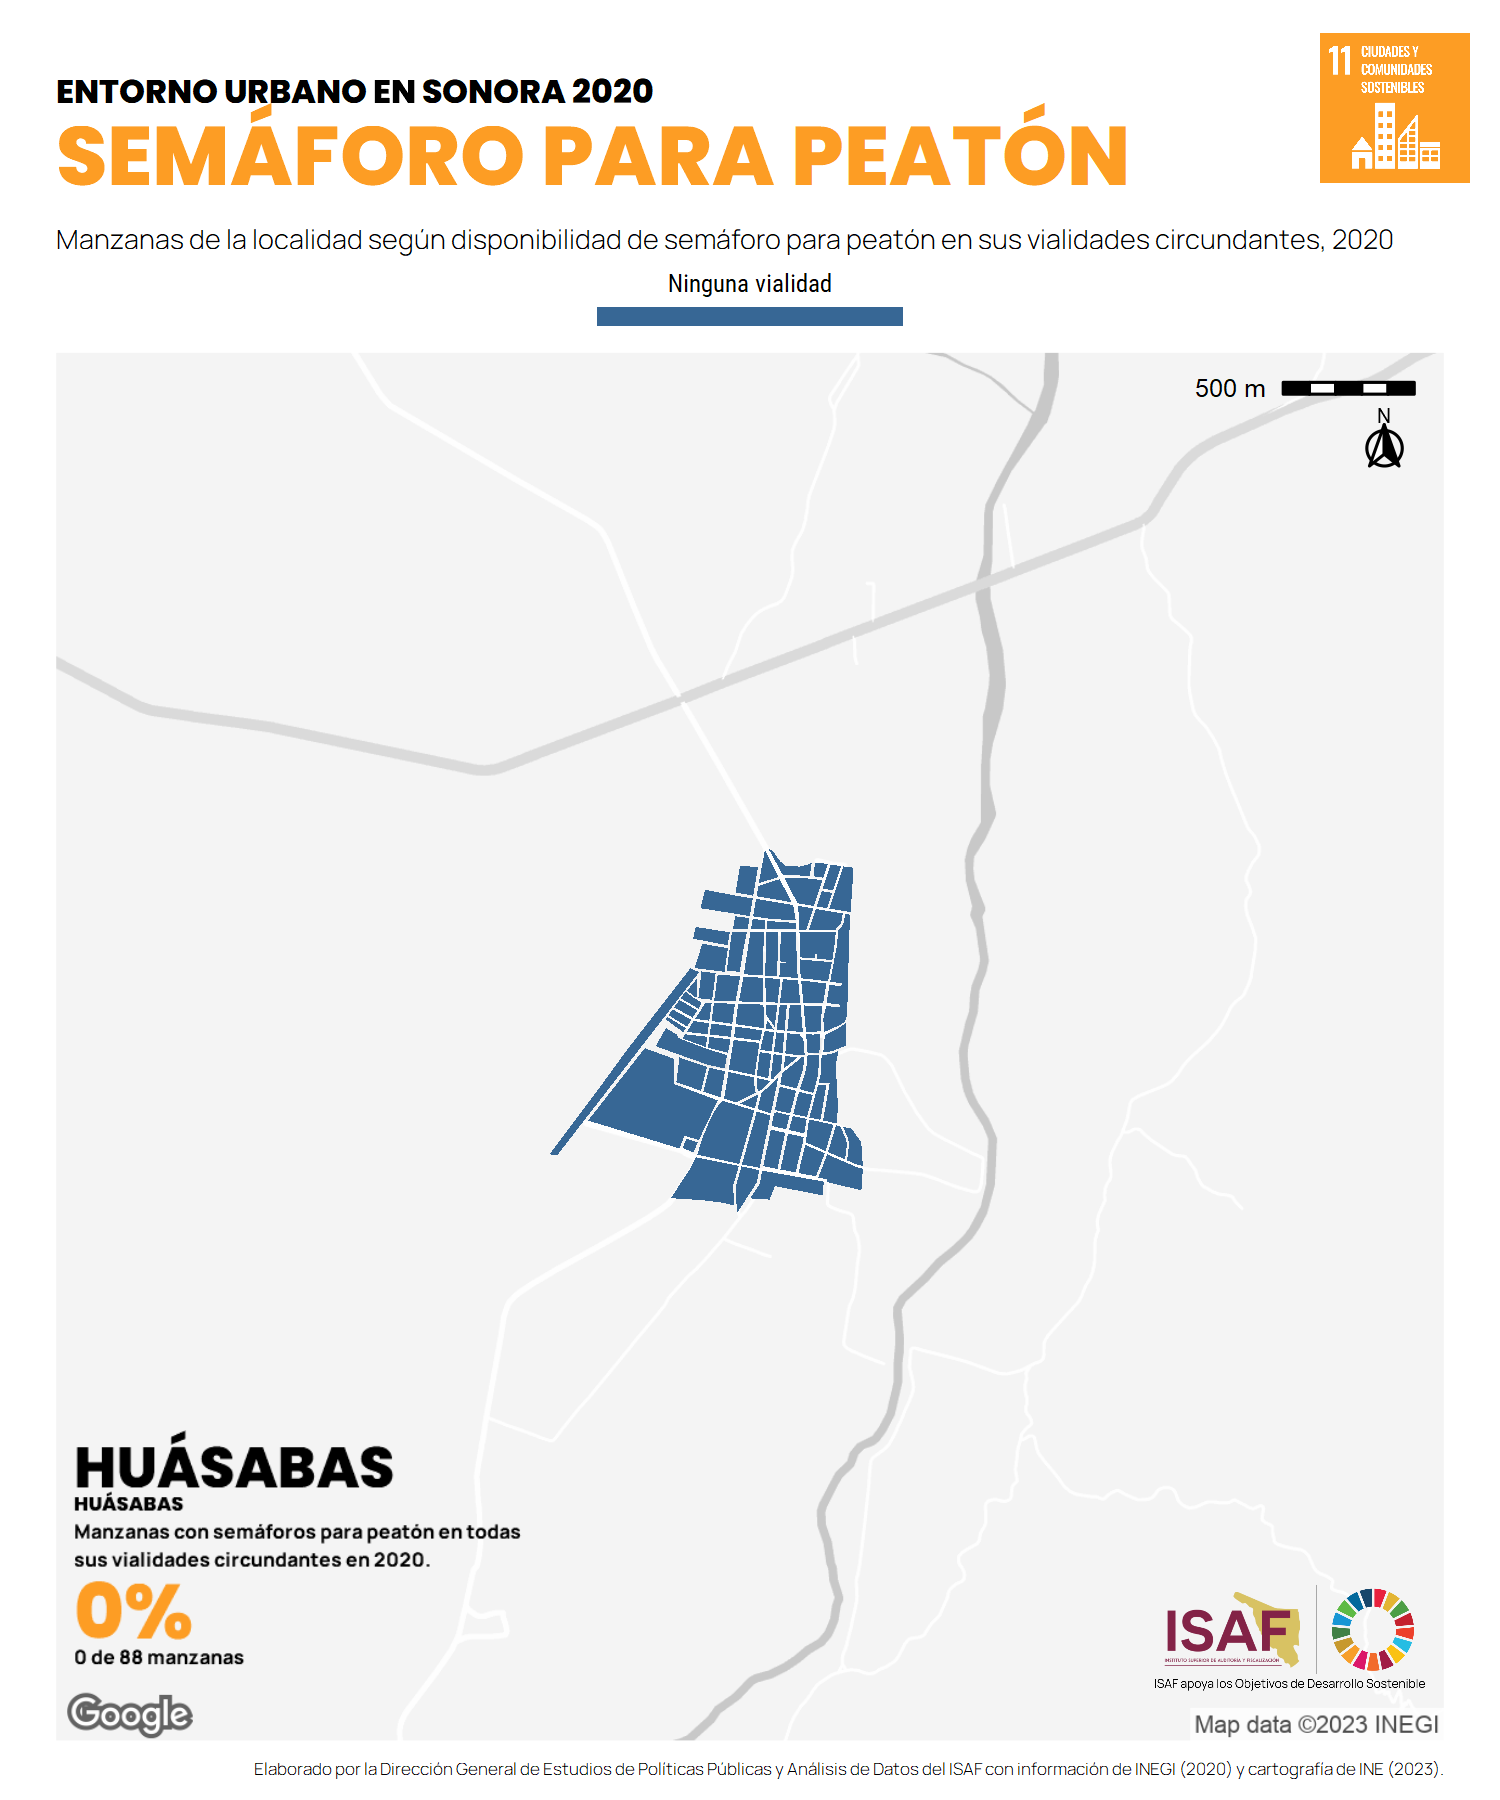 ENTORNO URBANO EN SONORA 2020
SEMÁFORO PARA PEATÓN
11 CIUDADES Y
COMUNIDADES
SOSTENIBLES
Manzanas de la localidad según disponibilidad de semáforo para peatón en sus vialidades circundantes, 2020
Ninguna vialidad
500 m
N
HUÁSABAS
HUÁSABAS
Manzanas con semáforos para peatón en todas
sus vialidades circundantes en 2020.
0%
0 de 88 manzanas
Google
ISAF
INSTITUTO SUPERIOR DE AUDITORÍA Y FISCALIZACIÓN
ISAF apoya los Objetivos de Desarrollo Sostenible
Map data ©2023 INEGI
Elaborado por la Dirección General de Estudios de Políticas Públicas y Análisis de Datos del ISAF con información de INEGI (2020) y cartografía de INE (2023).